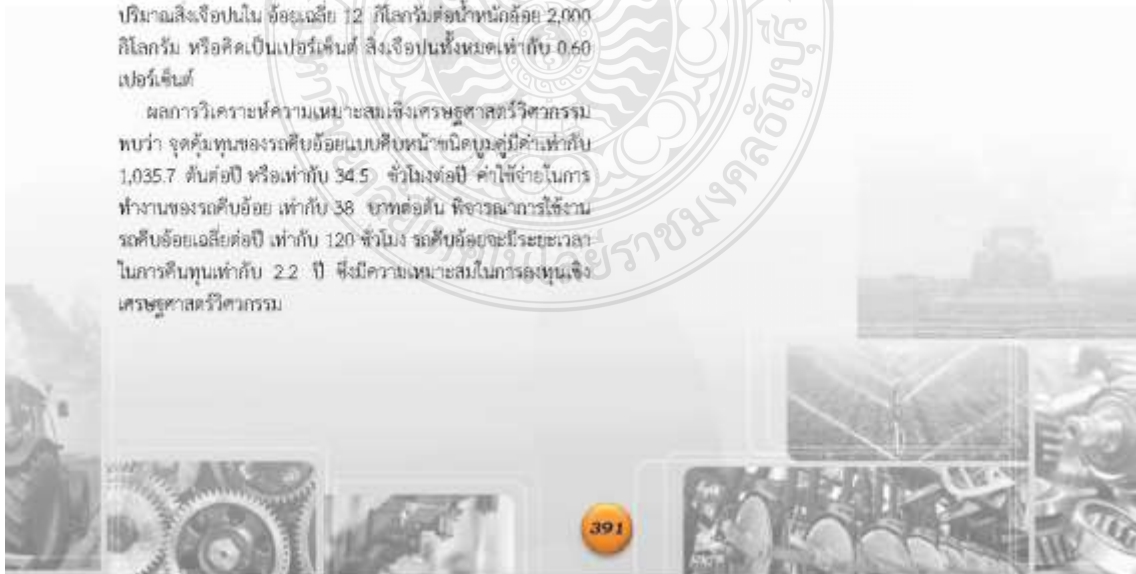 ปริมาณสิ่งเจือปนใน อ้อยเฉลี่ย 12 กิโลกรัมต่อน้ำหนักอ้อย 2,000
กิโลกรัม หรือคิดเป็นเปอร์เซ็นต์ สิ่งเจือปนทั้งหมดเท่ากับ 0.60
เปอร์เซ็นต์
ผลการวิเคราะห์ความเหมาะสมเชิงเศรษฐศาสตร์วิศวกรรม
พบว่า จุดคุ้มทุนของรถคีบอ้อยแบบคีบหน้าชนิดบูมคู่มีค่าเท่ากับ
1,035.7 ตันต่อปี หรือเท่ากับ 34.5 ชั่วโมงต่อปี ค่าใช้จ่ายในการ
ทำงานของรถคีบอ้อย เท่ากับ 38 บาทต่อตัน พิจารณาการใช้งาน
รถคีบอ้อยเฉลี่ยต่อปี เท่ากับ 120 ชั่วโมง รถคีบอ้อยจะมีระยะเวลา
ในการคืนทุนเท่ากับ 2.2 ปี ซึ่งมีความเหมาะสมในการลงทุนเชิง
เศรษฐศาสตร์วิศวกรรม
391